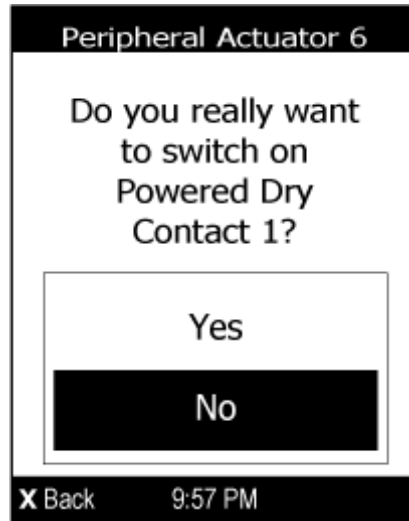 Peripheral Actuator 6
Do you really want
to switch on
Powered Dry
Contact 1?
Yes
No
X Back 9:57 PM